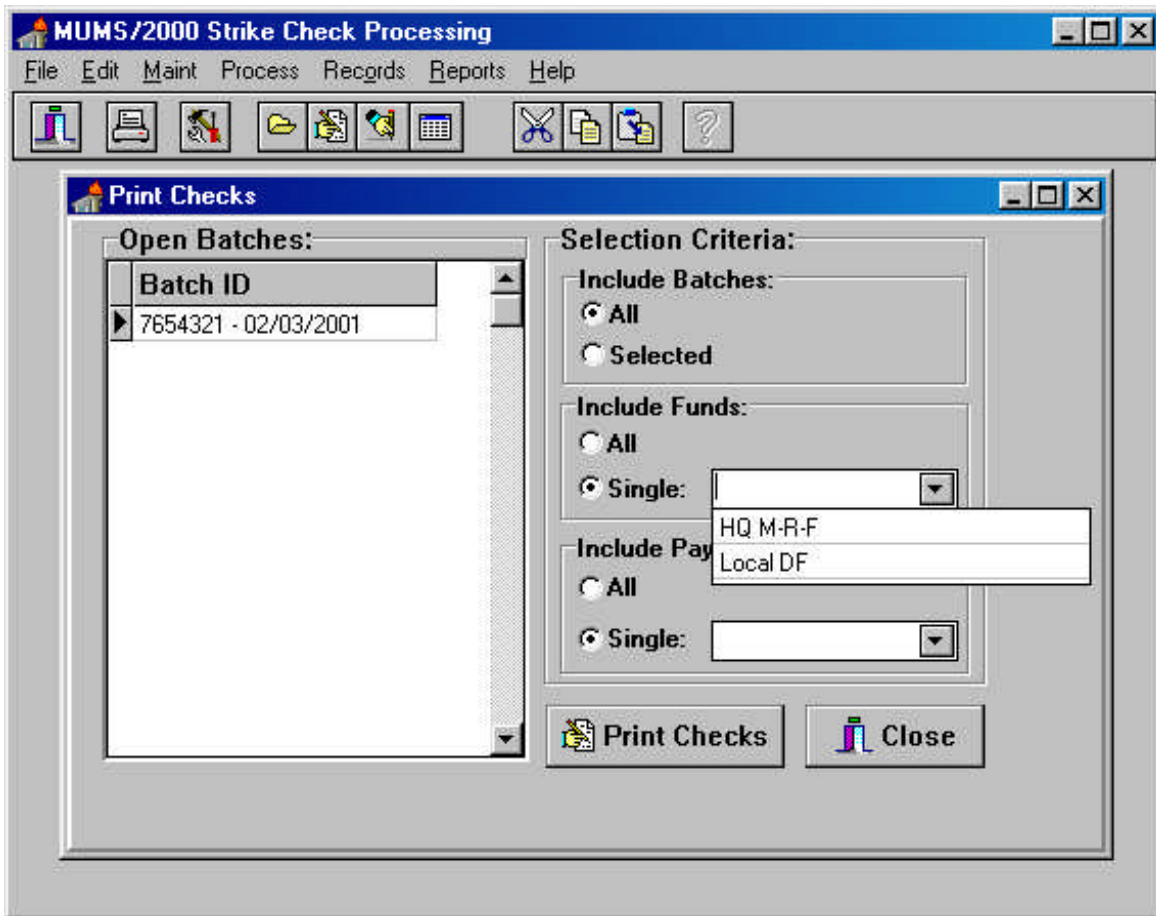 MUMS/2000 Strike Check Processing
File Edit Maint Process Records Reports Help
Print Checks
Open Batches:
Batch ID
7654321 - 02/03/2001
Selection Criteria:
Include Batches:
All
Selected
Include Funds:
All
Single:
HQ M-R-F
Local DF
Include Pay
All
Single:
Print Checks
Close